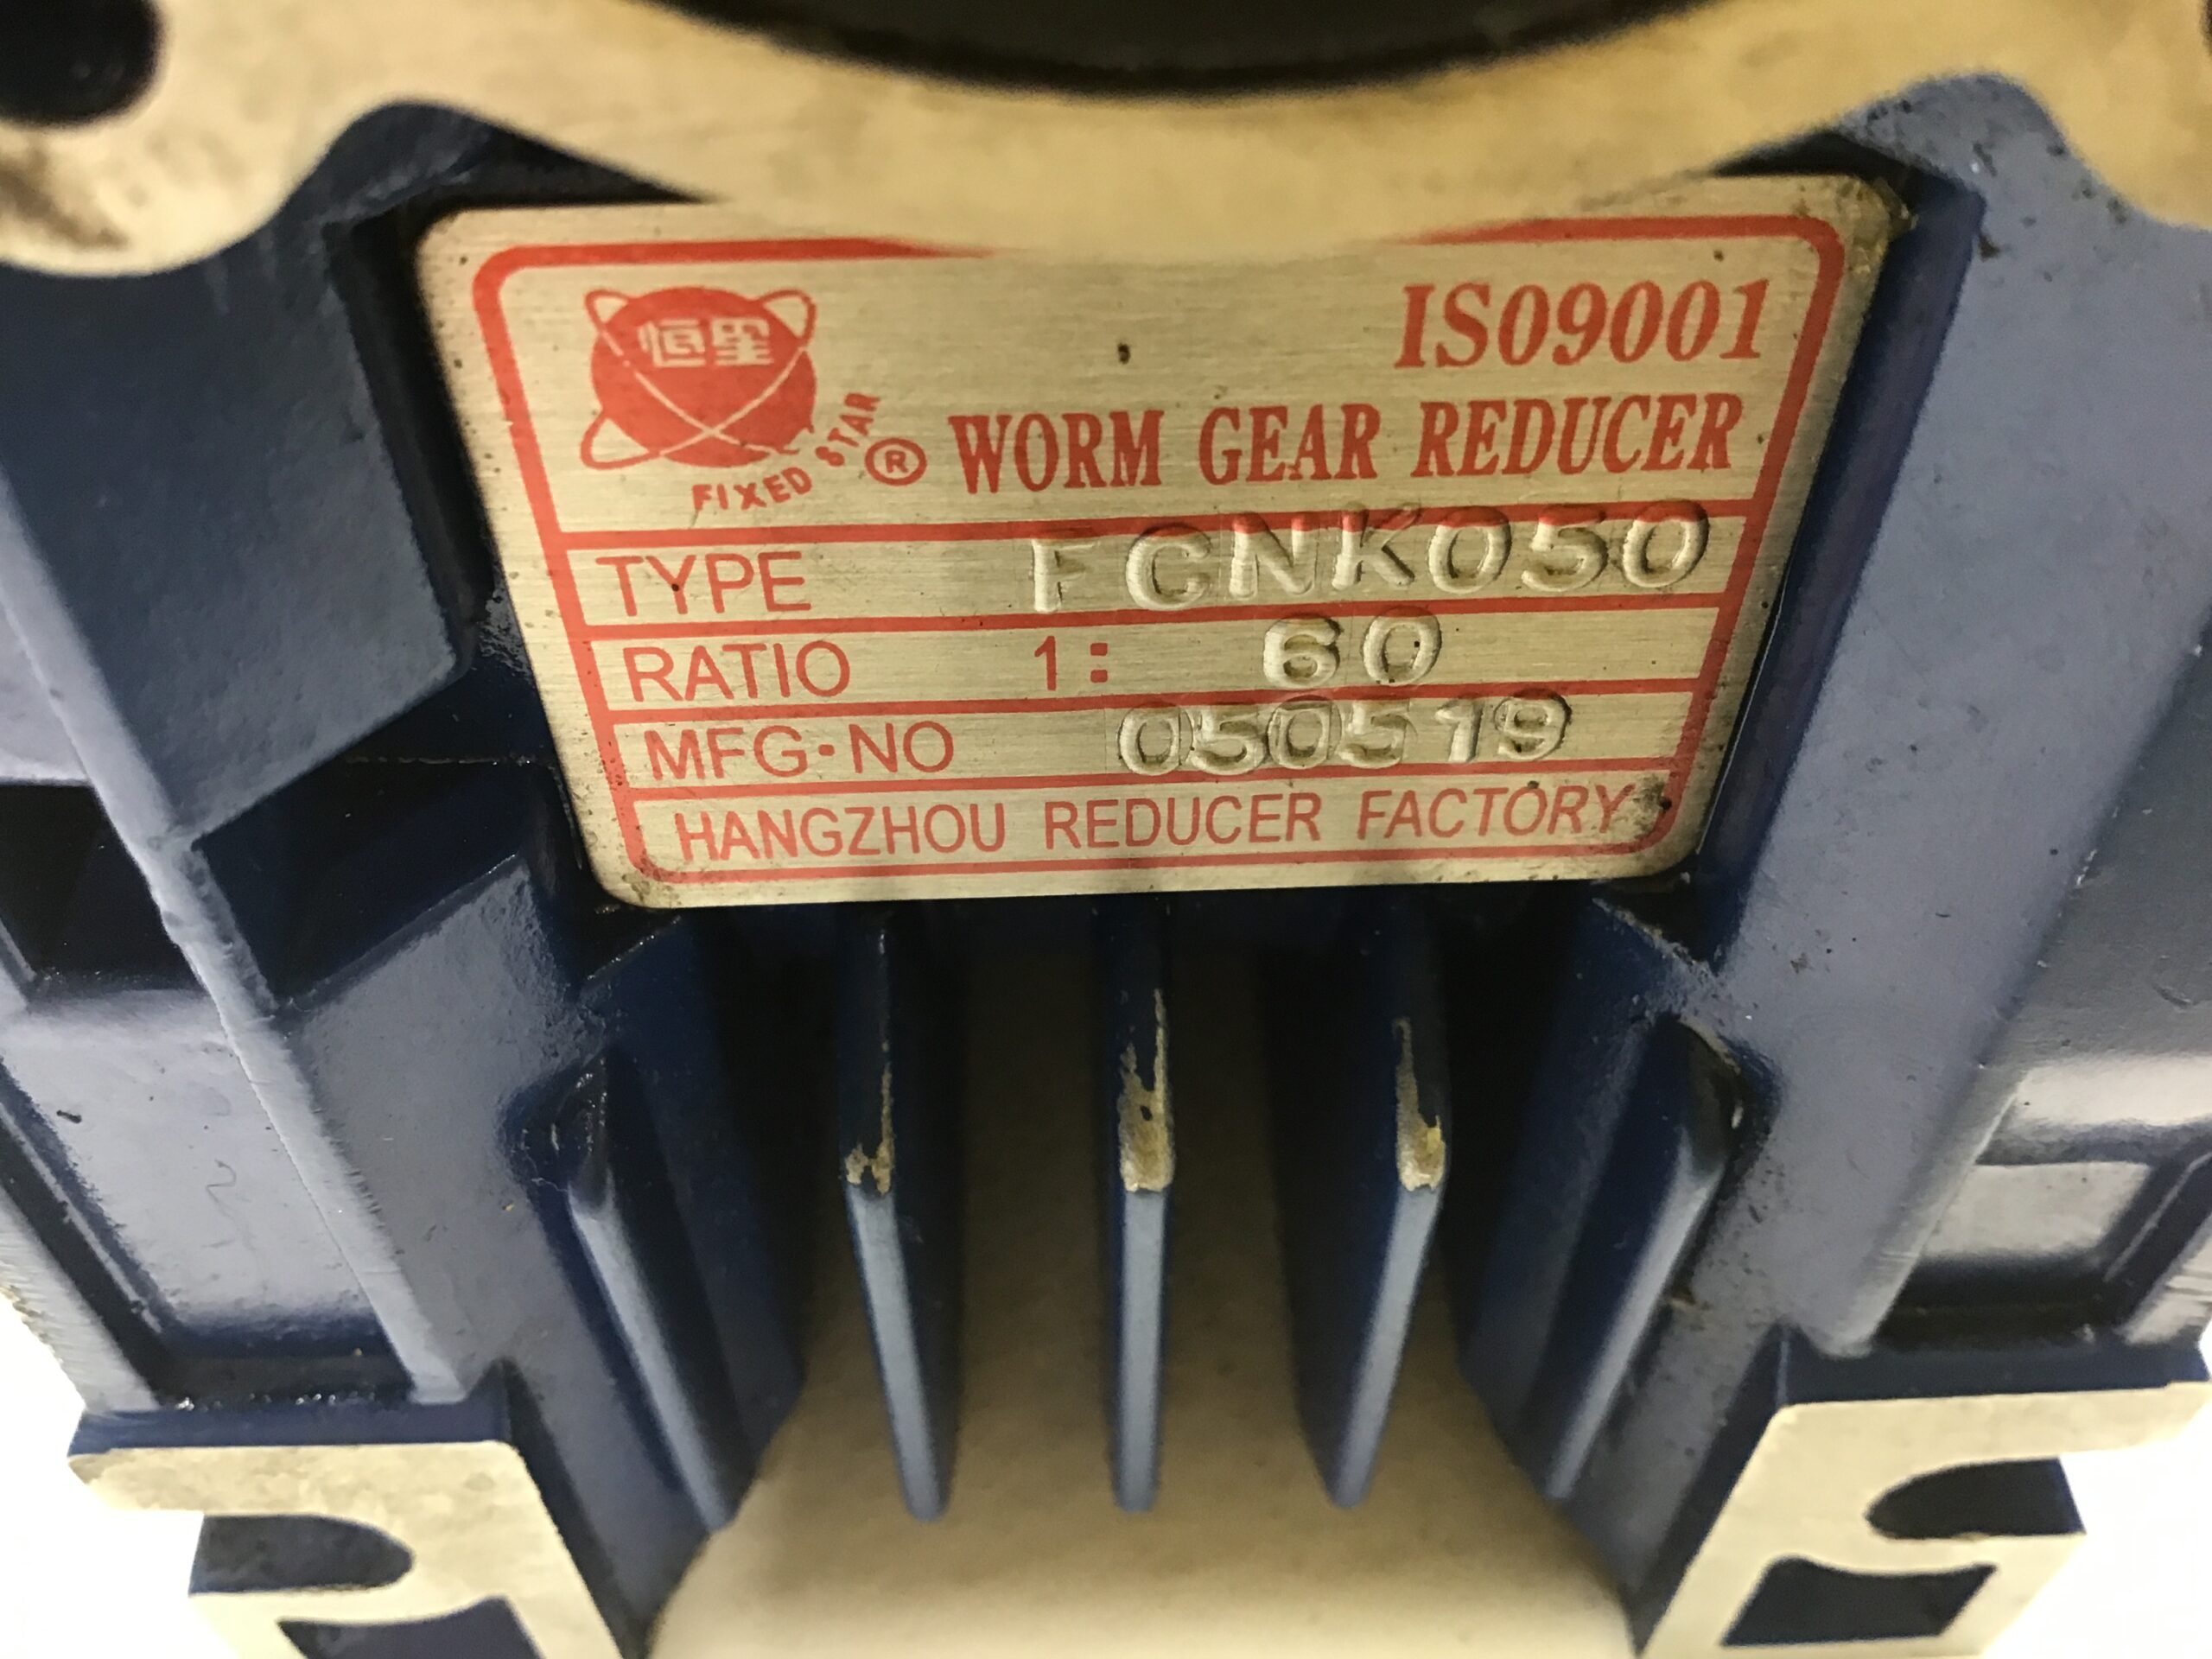 恒星
FIXED STAR ®
ISO9001
WORM GEAR REDUCER
TYPE FCNK050
RATIO 1: 60
MFG·NO 050519
HANGZHOU REDUCER FACTORY